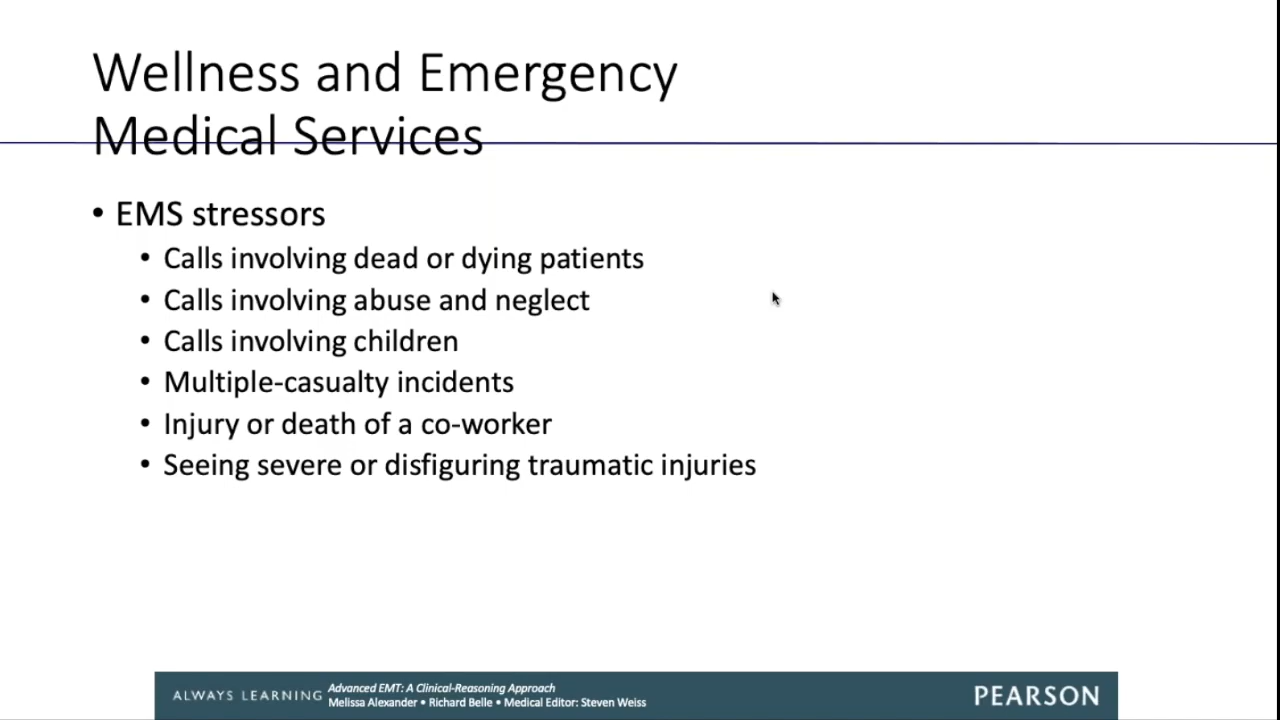 Wellness and Emergency
Medical Services
• EMS stressors
• Calls involving dead or dying patients
• Calls involving abuse and neglect
• Calls involving children
• Multiple-casualty incidents
• Injury or death of a co-worker
• Seeing severe or disfiguring traumatic injuries
ALWAYS LEARNING
Advanced EMT: A Clinical-Reasoning Approach
Melissa Alexander • Richard Belle • Medical Editor: Steven Weiss
PEARSON